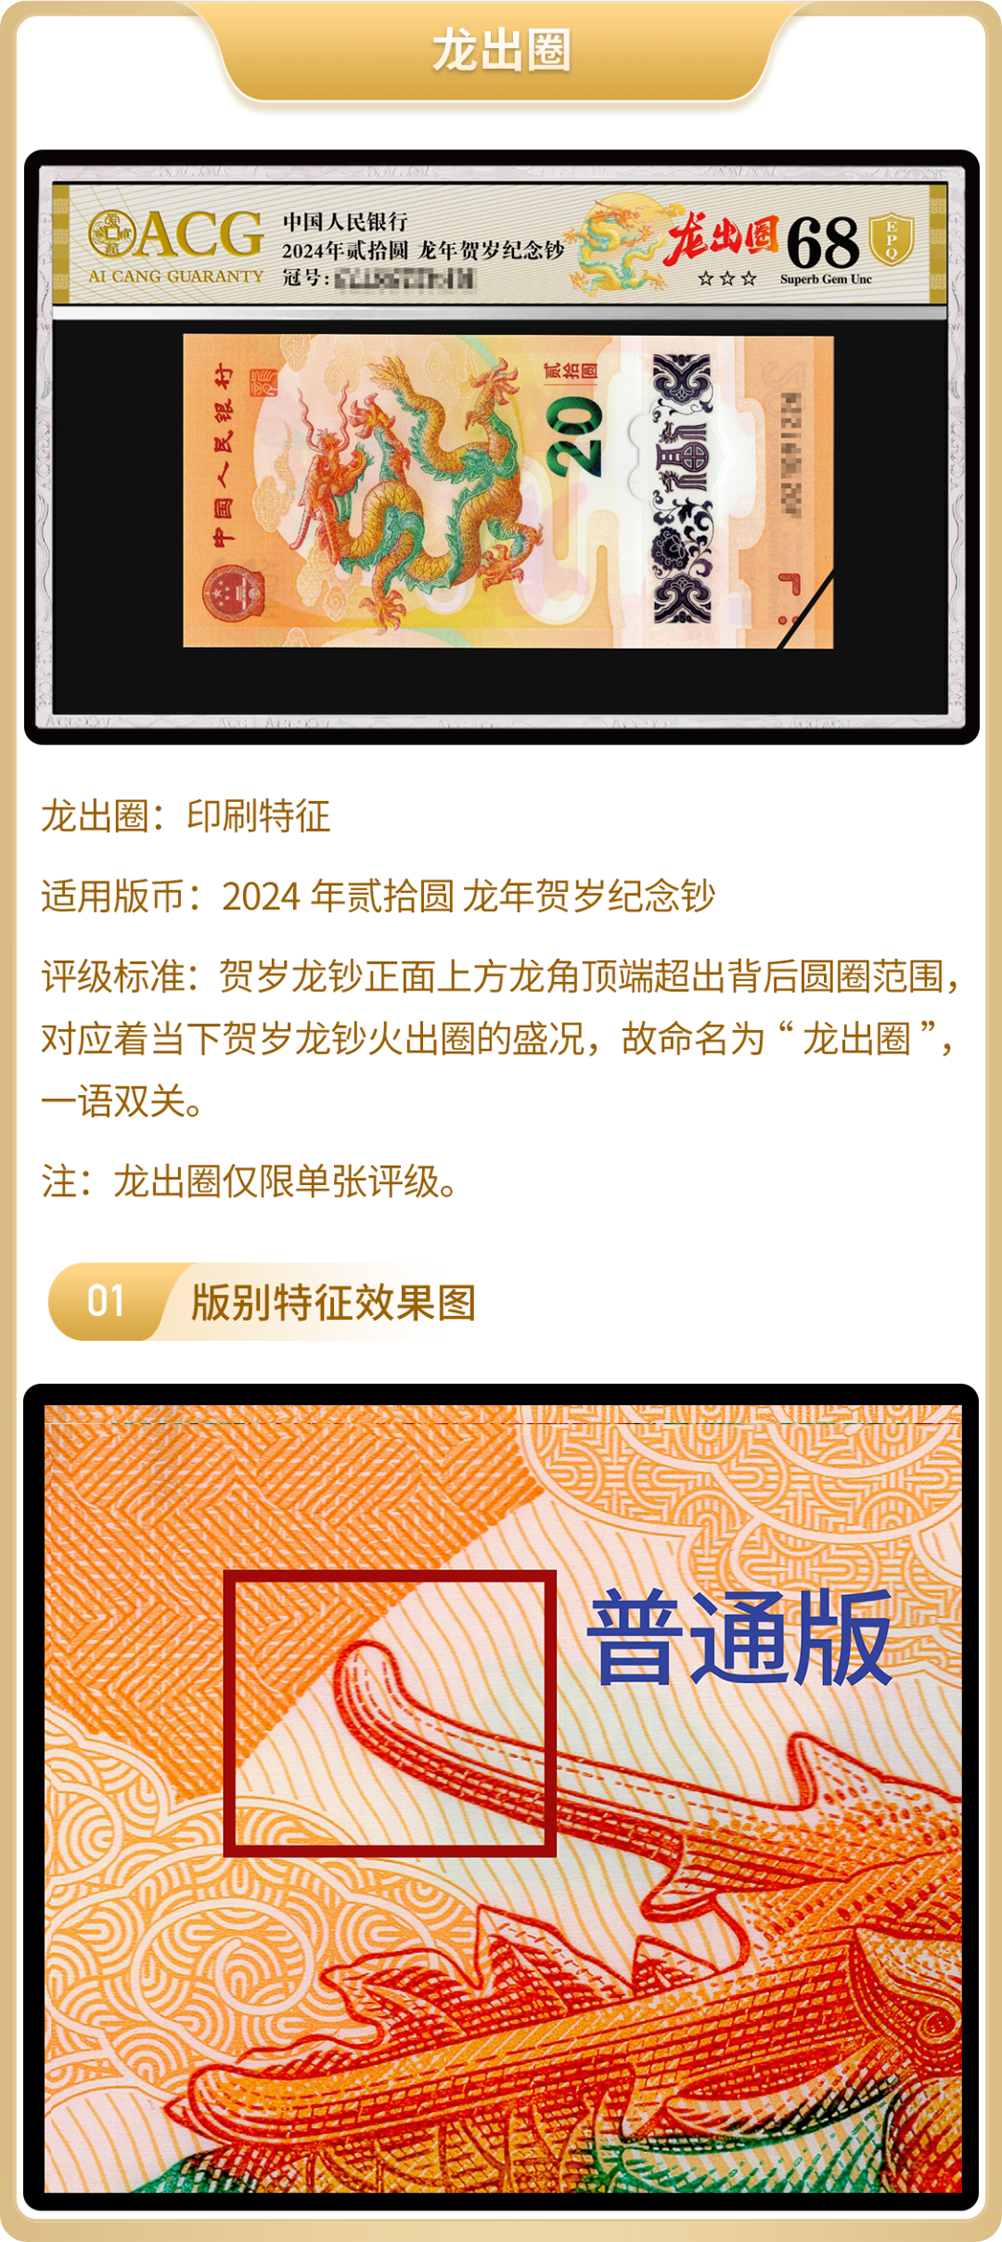 龙出圈
ACG
AI CANG GUARANTY
中国人民银行
2024年贰拾圆 龙年贺岁纪念钞
冠号:
龙出圈
☆☆☆
68
Superb Gem Unc
EPQ
中国人民银行
贰拾圆
20
龙出圈：印刷特征
适用版币：2024 年贰拾圆 龙年贺岁纪念钞
评级标准：贺岁龙钞正面上方龙角顶端超出背后圆圈范围，
对应着当下贺岁龙钞火出圈的盛况，故命名为 “ 龙出圈 ”，
一语双关。
注：龙出圈仅限单张评级。
01 版别特征效果图
普通版